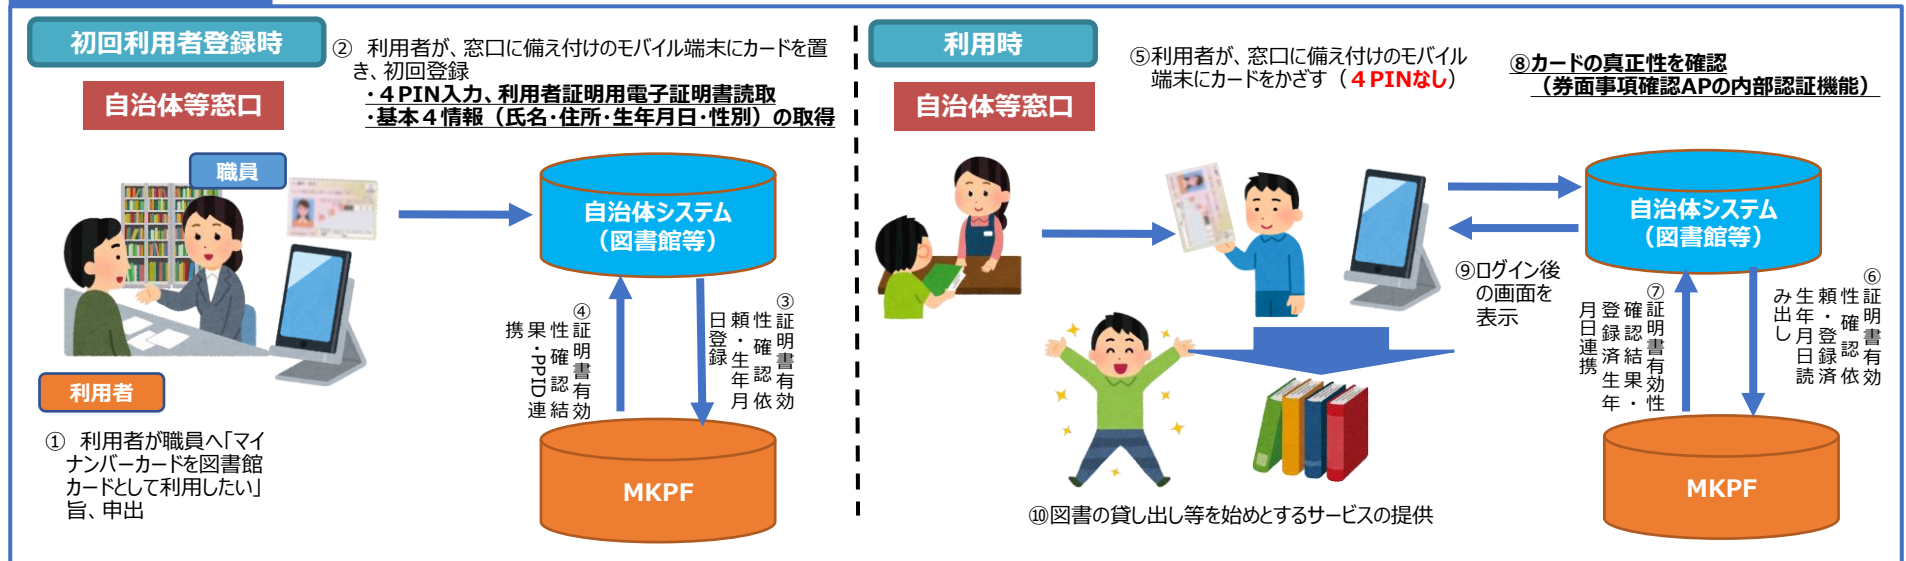 初回利用者登録時
自治体等窓口
② 利用者が、窓口に備え付けのモバイル端末にカードを置
き、初回登録
・４PIN入力、利用者証明用電子証明書読取
・基本４情報（氏名・住所・生年月日・性別）の取得
職員
利用者
① 利用者が職員へ「マイ
ナンバーカードを図書館
カードとして利用したい」
旨、申出
自治体システム
（図書館等）
③証明書有効
性確認依
頼・生年月
日登録
④証明書有効
性確認結
果・PPID連
携
MKPF
利用時
自治体等窓口
⑤利用者が、窓口に備え付けのモバイル
端末にカードをかざす（４PINなし）
⑧カードの真正性を確認
（券面事項確認APの内部認証機能）
自治体システム
（図書館等）
⑥証明書有効
性確認依
頼・登録済
生年月日読
み出し
⑦証明書有効性
確認結果・
登録済生年
月日連携
MKPF
⑨ログイン後
の画面を
表示
⑩図書の貸し出し等を始めとするサービスの提供